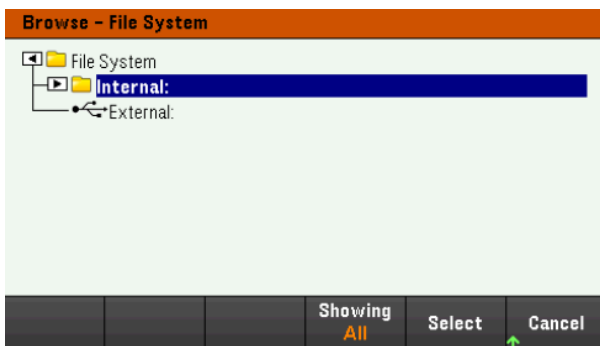 Browse – File System
File System
Internal:
External:
Showing
All
Select
Cancel